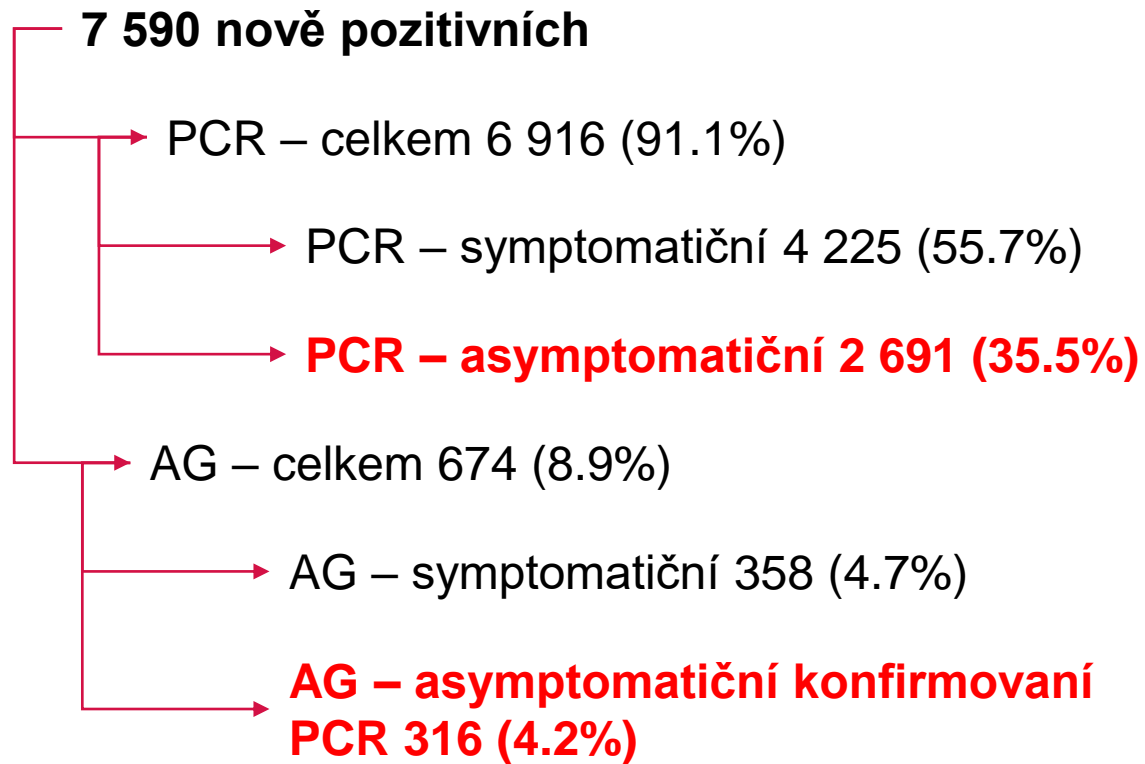 7 590 nově pozitivních
PCR – celkem 6 916 (91.1%)
PCR – symptomatiční 4 225 (55.7%)
PCR – asymptomatiční 2 691 (35.5%)
AG – celkem 674 (8.9%)
AG – symptomatiční 358 (4.7%)
AG – asymptomatiční konfirmovaní
PCR 316 (4.2%)